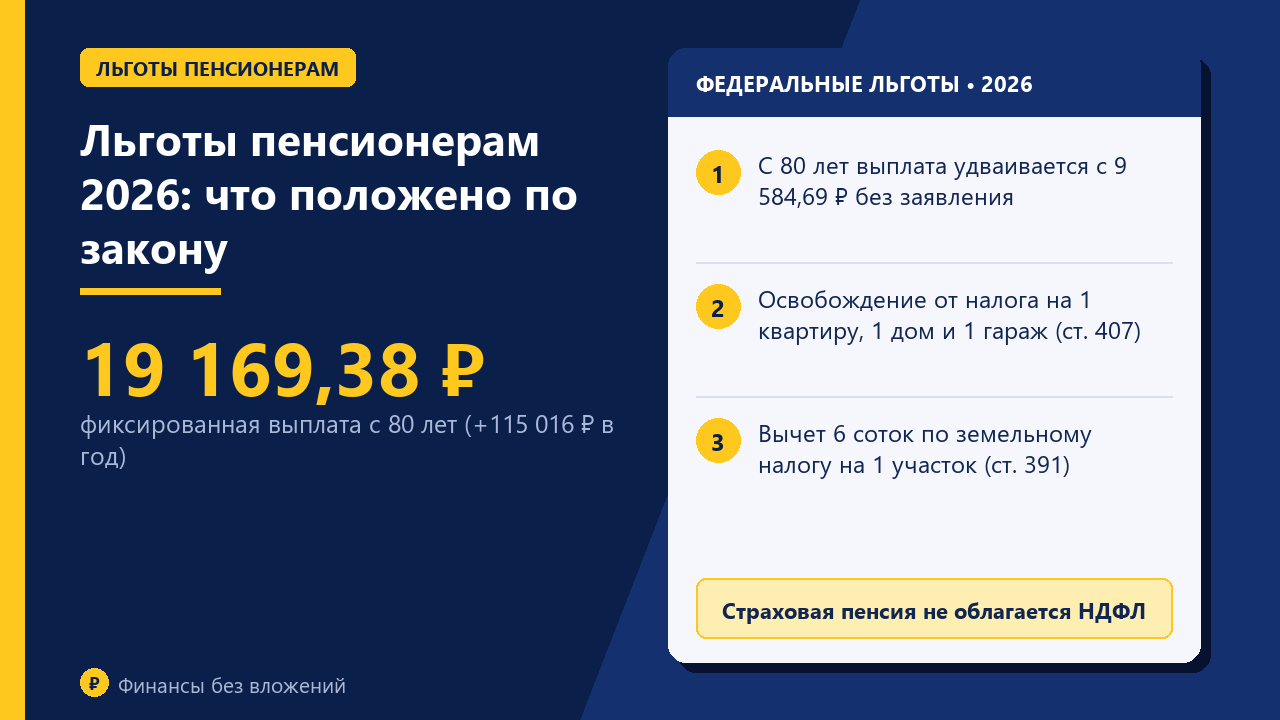 ЛЬГОТЫ ПЕНСИОНЕРАМ
Льготы пенсионерам
2026: что положено по
закону
19 169,38 ₽
фиксированная выплата с 80 лет (+115 016 ₽ в
год)
₽ Финансы без вложений
ФЕДЕРАЛЬНЫЕ ЛЬГОТЫ • 2026
1 С 80 лет выплата удваивается с 9
584,69 ₽ без заявления
2 Освобождение от налога на 1
квартиру, 1 дом и 1 гараж (ст. 407)
3 Вычет 6 соток по земельному
налогу на 1 участок (ст. 391)
Страховая пенсия не облагается НДФЛ